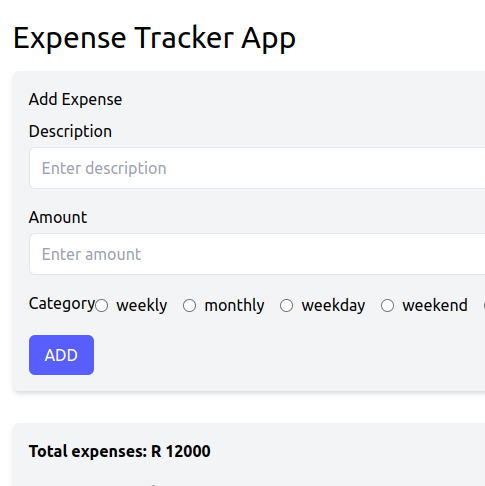 Expense Tracker App
Add Expense
Description
Enter description
Amount
Enter amount
Category weekly monthly weekday weekend
ADD
Total expenses: R 12000